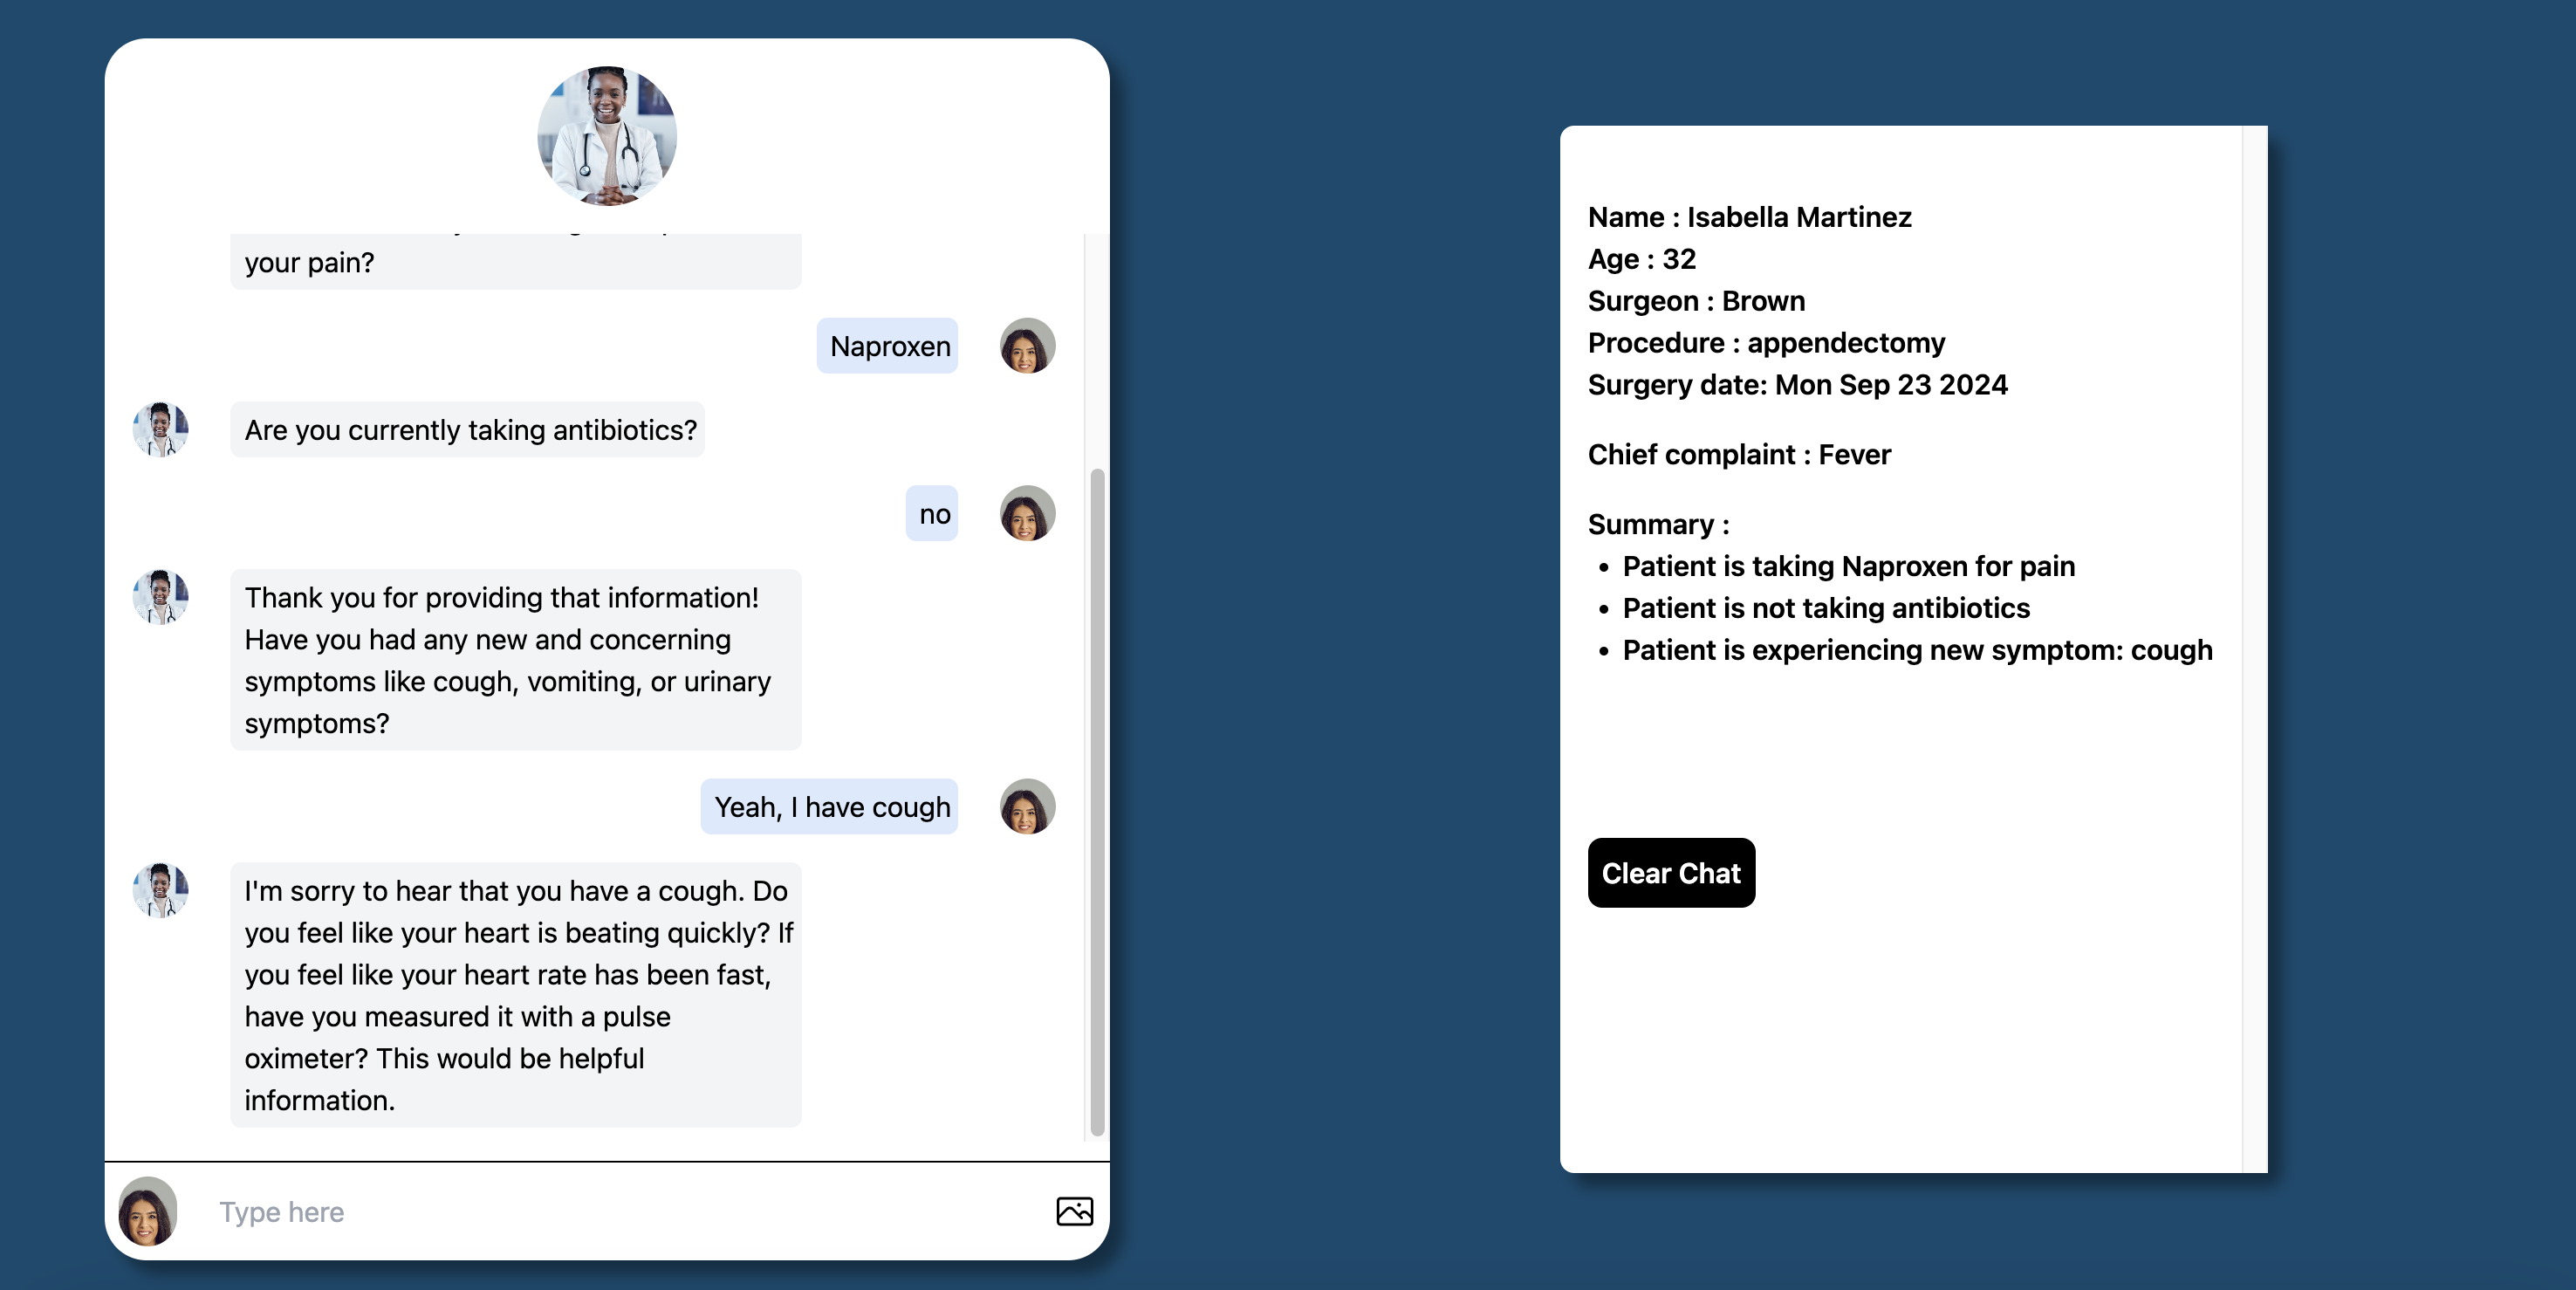 your pain?
Naproxen
Are you currently taking antibiotics?
no
Thank you for providing that information!
Have you had any new and concerning
symptoms like cough, vomiting, or urinary
symptoms?
Yeah, I have cough
I'm sorry to hear that you have a cough. Do
you feel like your heart is beating quickly? If
you feel like your heart rate has been fast,
have you measured it with a pulse
oximeter? This would be helpful
information.
Type here
Name : Isabella Martinez
Age : 32
Surgeon : Brown
Procedure : appendectomy
Surgery date: Mon Sep 23 2024
Chief complaint : Fever
Summary :
• Patient is taking Naproxen for pain
• Patient is not taking antibiotics
• Patient is experiencing new symptom: cough
Clear Chat